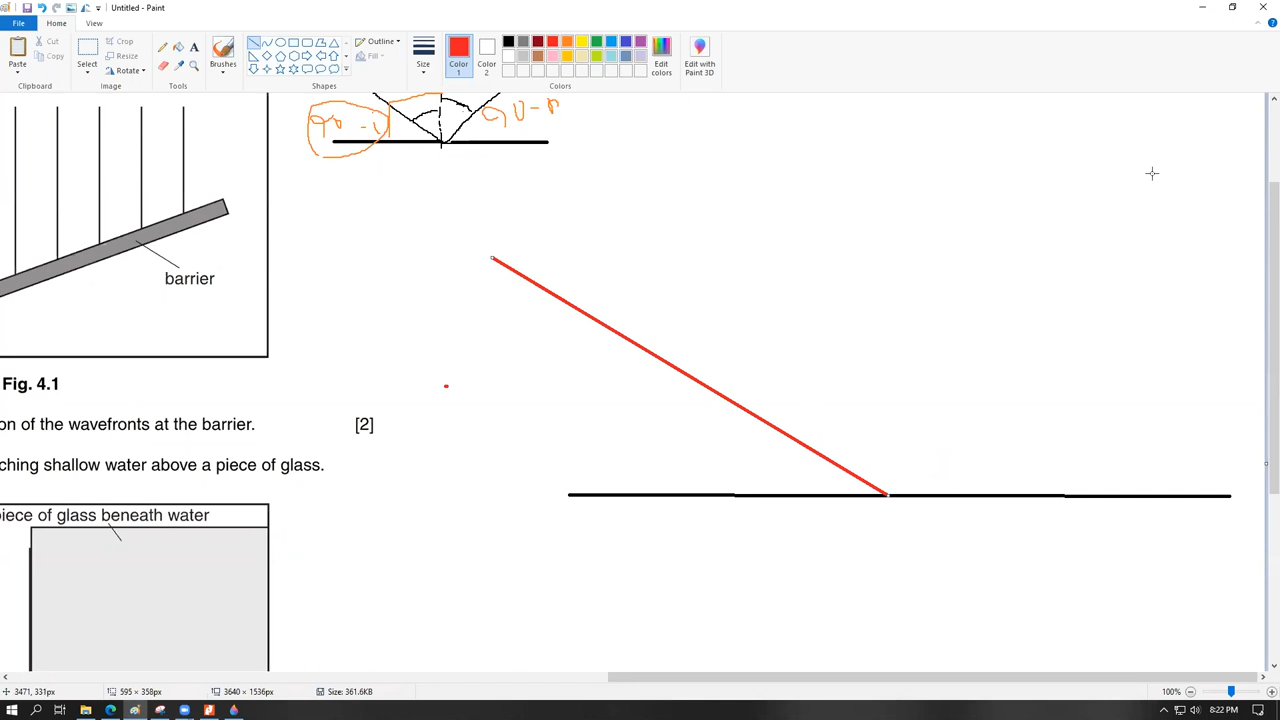 Untitled - Paint
File
Home
View
Paste
Cut
Copy
Clipboard
Select
Crop
Resize
Rotate
Image
Tools
Brushes
Outline
Fill
Shapes
Size
Color 1
Color 2
Edit colors
Edit with Paint 3D
Colors
90 - i
90 - r
barrier
Fig. 4.1
on of the wavefronts at the barrier. [2]
ching shallow water above a piece of glass.
iece of glass beneath water
3471, 331px
595 × 358px
3640 × 1536px
Size: 361.6KB
100%
8:22 PM